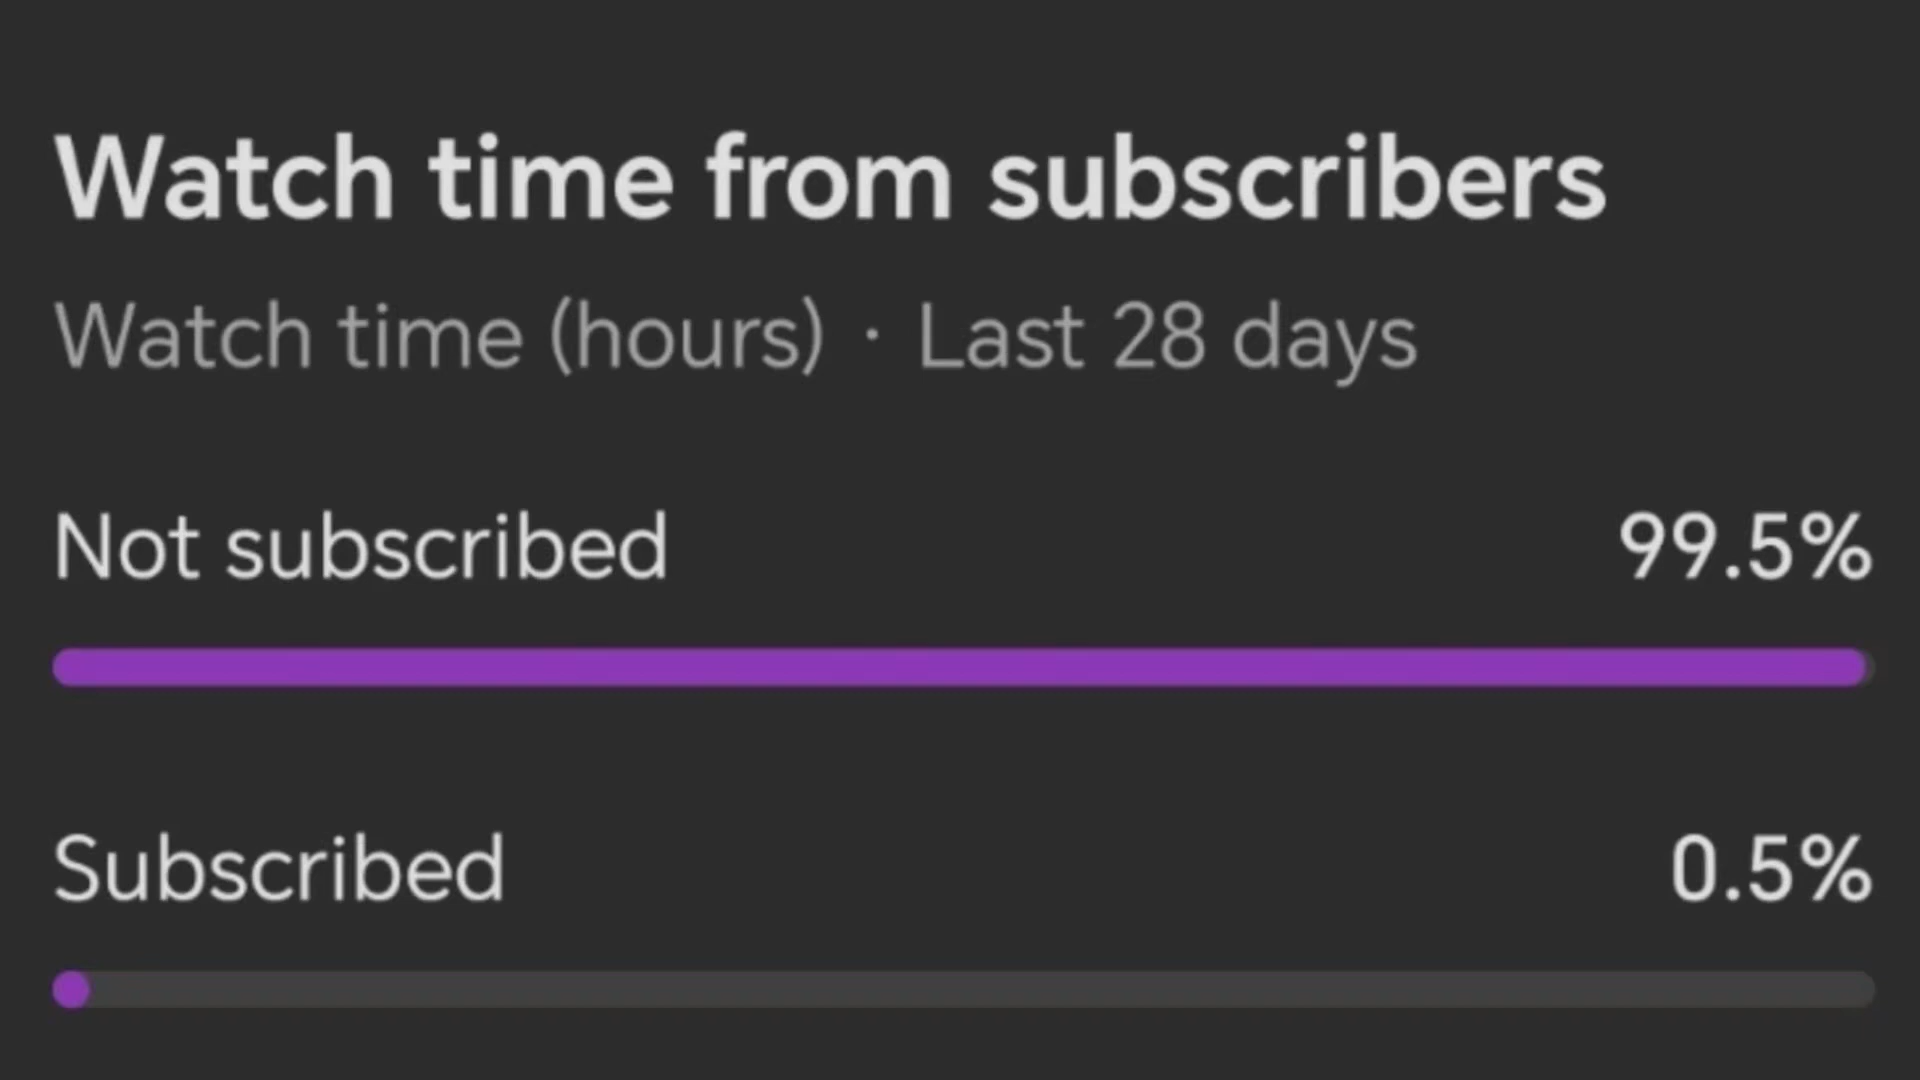 Watch time from subscribers
Watch time (hours) · Last 28 days
Not subscribed 99.5%
Subscribed 0.5%